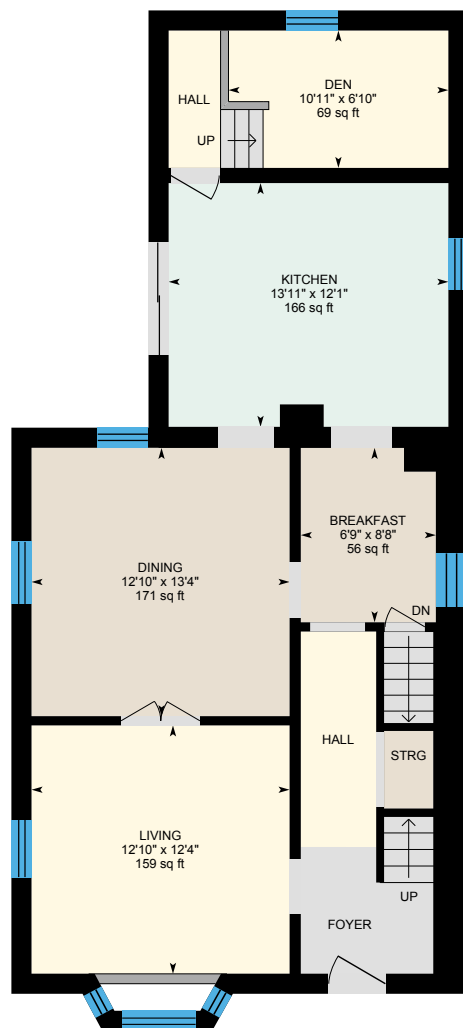 DEN
10'11" x 6'10"
69 sq ft
HALL
UP
KITCHEN
13'11" x 12'1"
166 sq ft
BREAKFAST
6'9" x 8'8"
56 sq ft
DINING
12'10" x 13'4"
171 sq ft
DN
HALL
STRG
LIVING
12'10" x 12'4"
159 sq ft
UP
FOYER